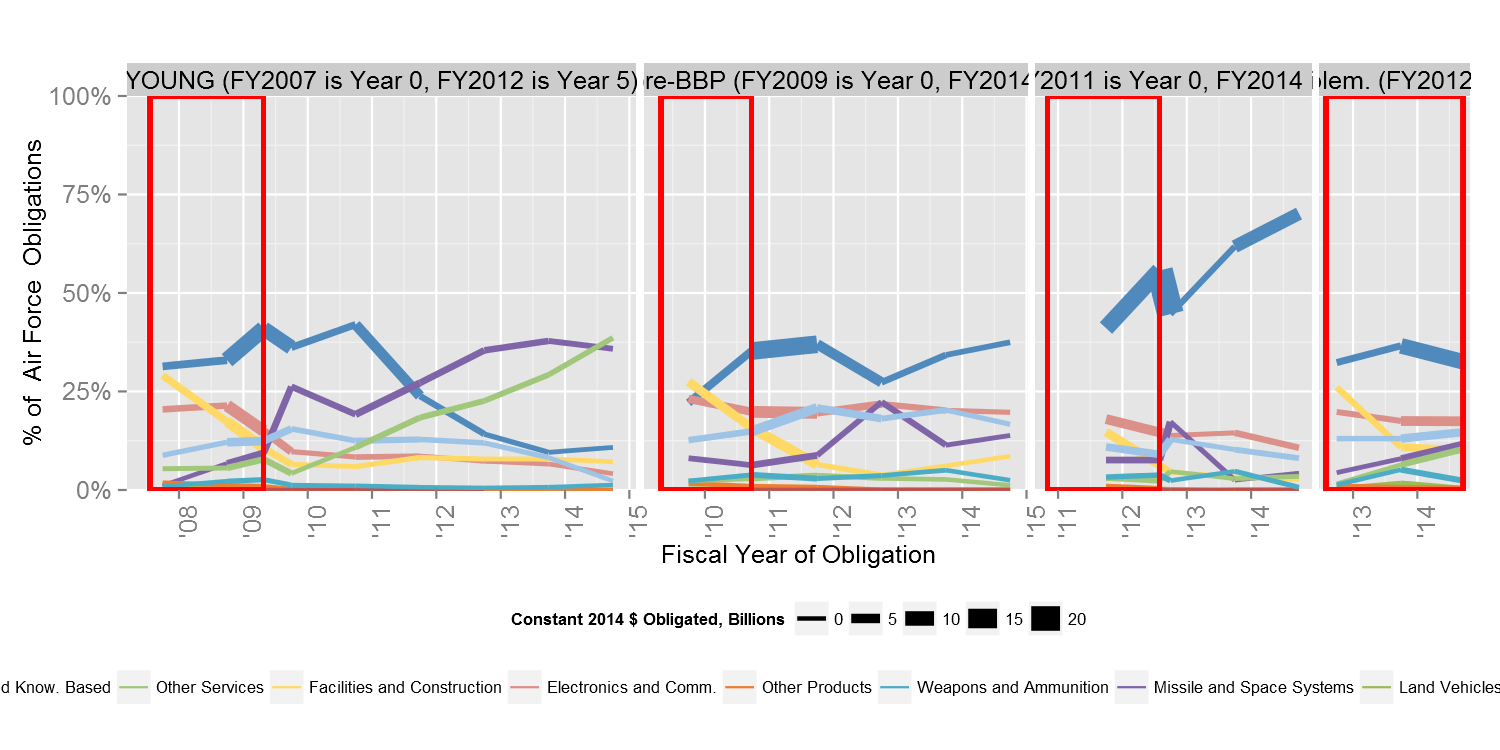 YOUNG (FY2007 is Year 0, FY2012 is Year 5)
re-BBP (FY2009 is Year 0, FY2014
Y2011 is Year 0, FY2014
lem. (FY2012
% of Air Force Obligations
100%
75%
50%
25%
0%
'08 '09 '10 '11 '12 '13 '14 '15
'10 '11 '12 '13 '14 '15
'11 '12 '13 '14
'13 '14
Fiscal Year of Obligation
Constant 2014 $ Obligated, Billions 0 5 10 15 20
d Know. Based Other Services Facilities and Construction Electronics and Comm. Other Products Weapons and Ammunition Missile and Space Systems Land Vehicles